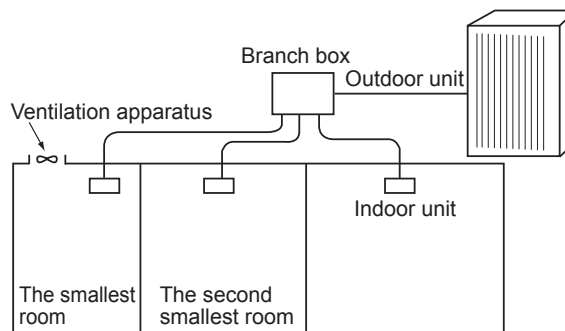 Branch box
Outdoor unit
Ventilation apparatus
Indoor unit
The smallest
room
The second
smallest room